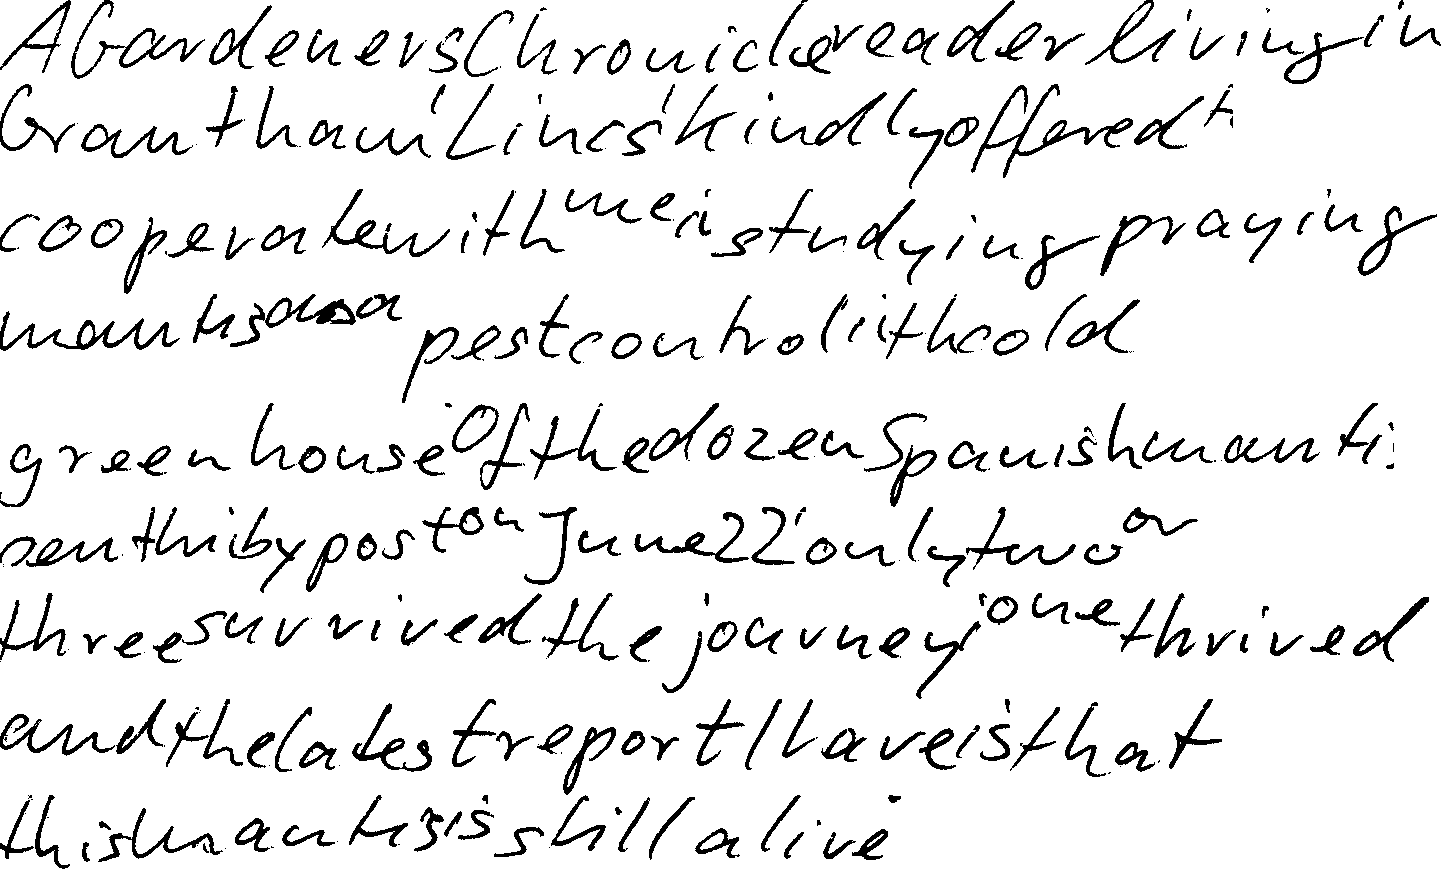 A Gardeners Chronicle reader living in
Grantham' Lincs' kindly offered to
cooperate with me in studying praying
mantis as a pest control in the cold
greenhouse Of the dozen Spanish mantis
sent him by post on June 22' only two or
three survived the journey; one thrived
and the latest report I have is that
this mantis is still alive.